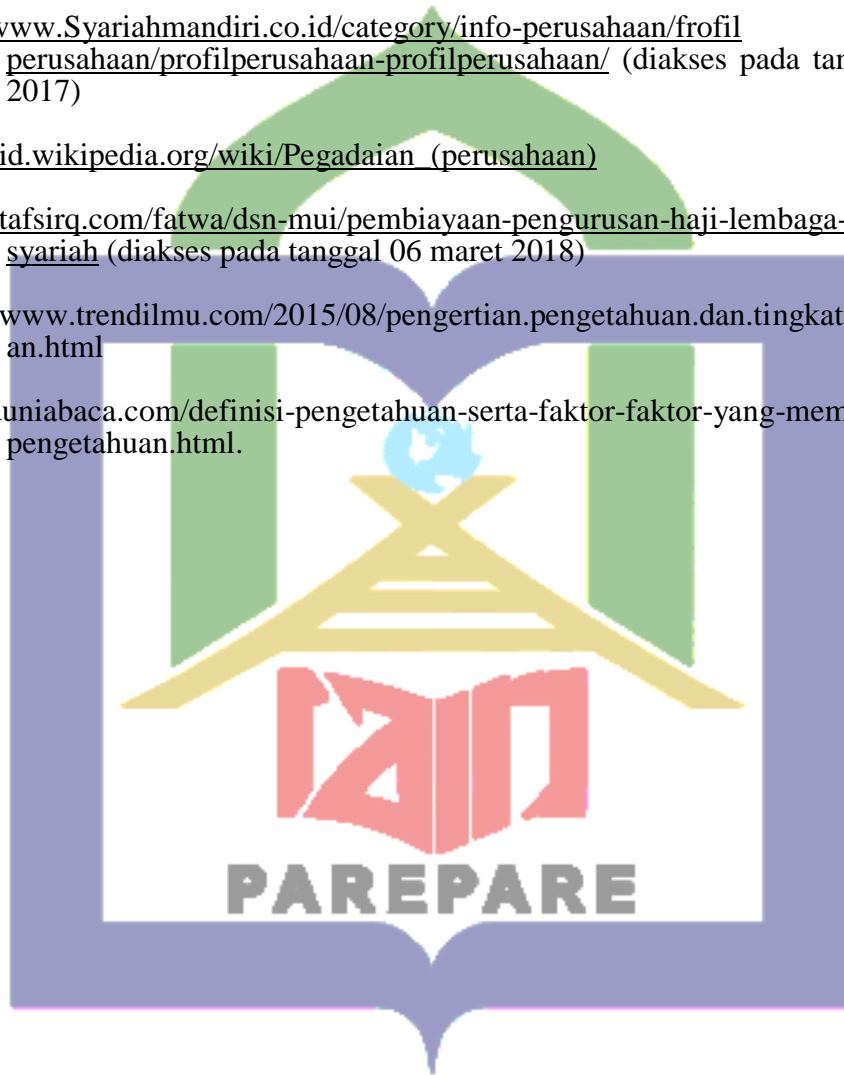 www.Syariahmandiri.co.id/category/info-perusahaan/frofil
perusahaan/profilperusahaan-profilperusahaan/ (diakses pada
2017)
id.wikipedia.org/wiki/Pegadaian_(perusahaan)
tafsirq.com/fatwa/dsn-mui/pembiayaan-pengurusan-haji-lembaga-
syariah (diakses pada tanggal 06 maret 2018)
www.trendilmu.com/2015/08/pengertian.pengetahuan.dan.tingkat
an.html
uniabaca.com/definisi-pengetahuan-serta-faktor-faktor-yang-mem
pengetahuan.html.
iain
PAREPARE